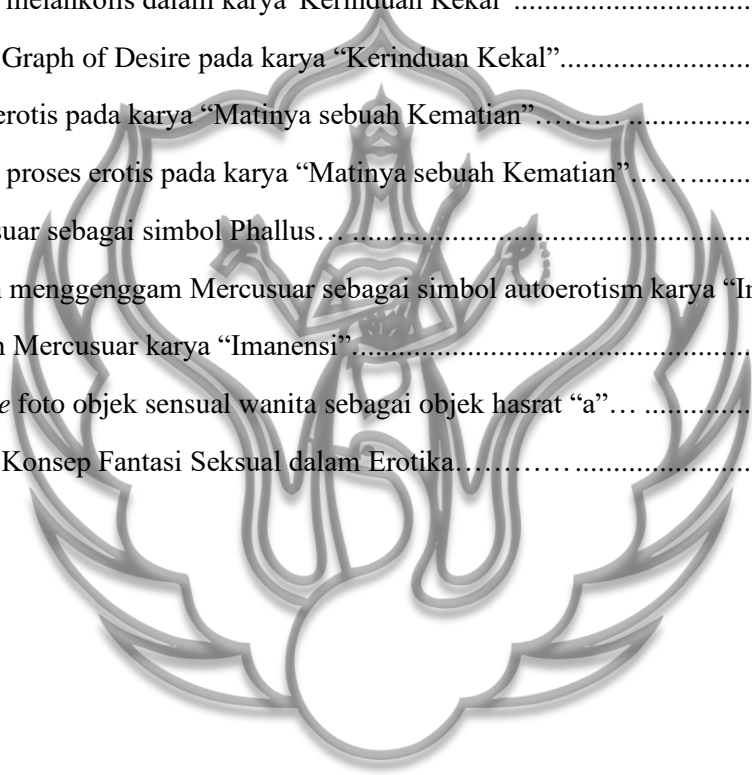 melankolis dalam karya"Kerinduan Kekal"........................................
Graph of Desire pada karya “Kerinduan Kekal”..........................
erotis pada karya “Matinya sebuah Kematian”……… .................
proses erotis pada karya “Matinya sebuah Kematian”……........
suar sebagai simbol Phallus… ......................................................
menggenggam Mercusuar sebagai simbol autoerotism karya “I
Mercusuar karya “Imanensi”......................................................
foto objek sensual wanita sebagai objek hasrat “a”… ..............
Konsep Fantasi Seksual dalam Erotika………… ........................